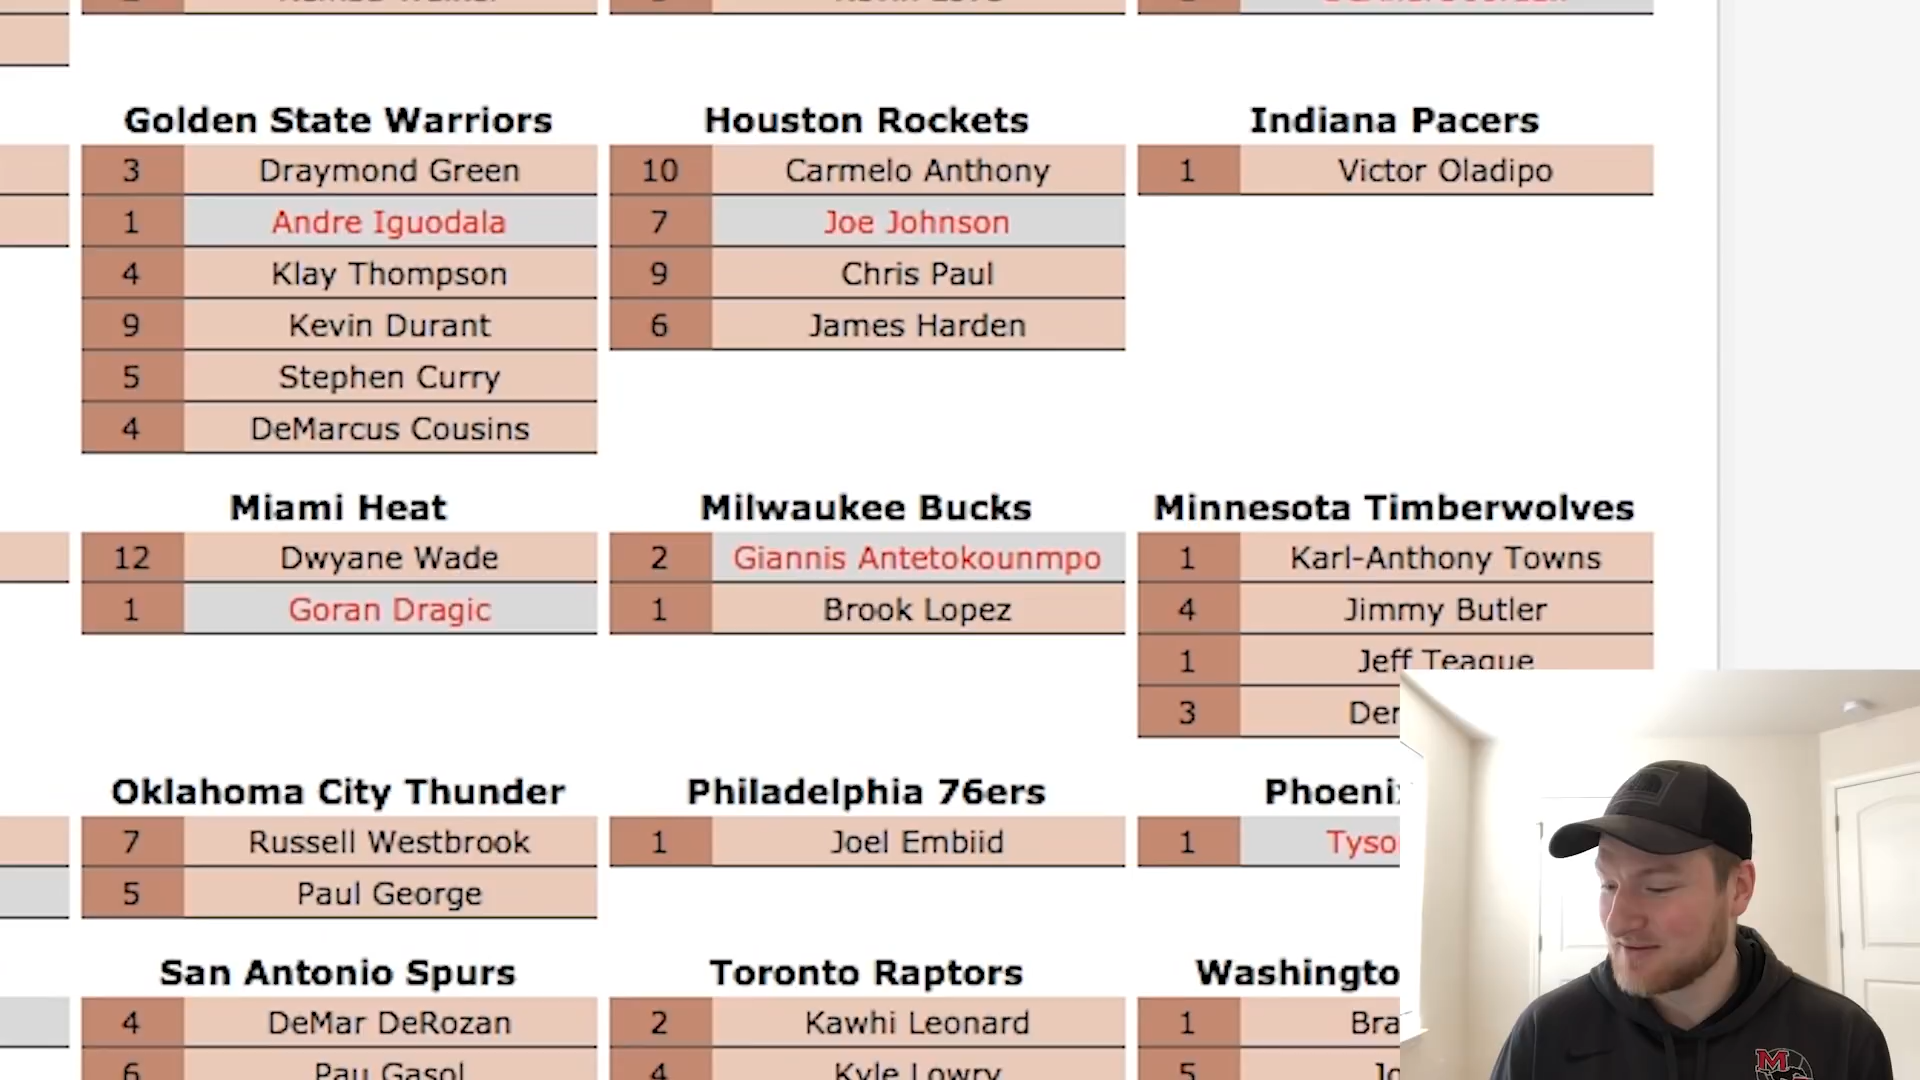 Golden State Warriors
3 Draymond Green
1 Andre Iguodala
4 Klay Thompson
9 Kevin Durant
5 Stephen Curry
4 DeMarcus Cousins
Houston Rockets
10 Carmelo Anthony
7 Joe Johnson
9 Chris Paul
6 James Harden
Indiana Pacers
1 Victor Oladipo
Miami Heat
12 Dwyane Wade
1 Goran Dragic
Milwaukee Bucks
2 Giannis Antetokounmpo
1 Brook Lopez
Minnesota Timberwolves
1 Karl-Anthony Towns
4 Jimmy Butler
1 Jeff Teague
3 Der
Oklahoma City Thunder
7 Russell Westbrook
5 Paul George
Philadelphia 76ers
1 Joel Embiid
Phoenix
1 Tyso
San Antonio Spurs
4 DeMar DeRozan
6 Pau Gasol
Toronto Raptors
2 Kawhi Leonard
4 Kyle Lowry
Washingto
1 Bra
5 Jo
M